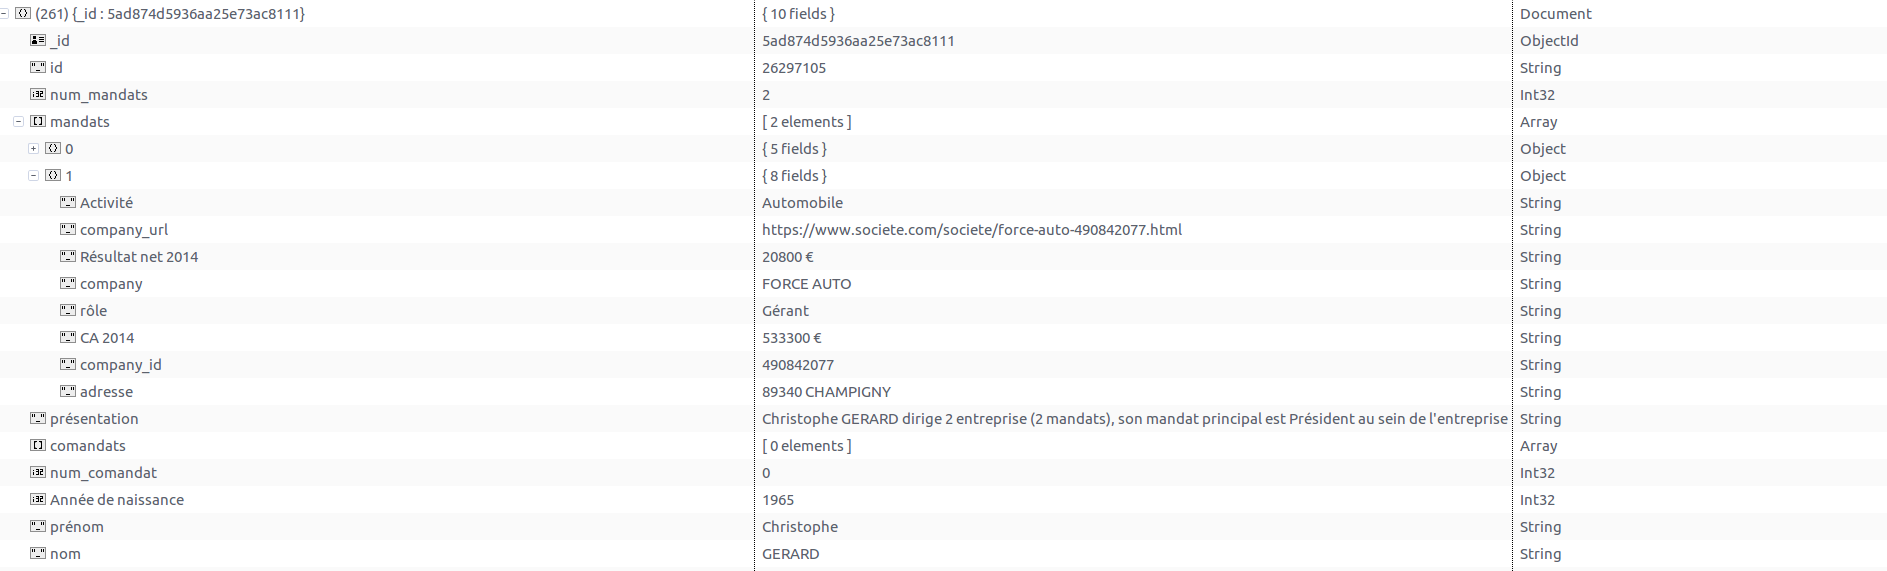 (261) {_id : 5ad874d5936aa25e73ac8111} { 10 fields } Document
_id 5ad874d5936aa25e73ac8111 ObjectId
id 26297105 String
num_mandats 2 Int32
mandats [ 2 elements ] Array
0 { 5 fields } Object
1 { 8 fields } Object
Activité Automobile String
company_url https://www.societe.com/societe/force-auto-490842077.html String
Résultat net 2014 20800 € String
company FORCE AUTO String
rôle Gérant String
CA 2014 533300 € String
company_id 490842077 String
adresse 89340 CHAMPIGNY String
présentation Christophe GERARD dirige 2 entreprise (2 mandats), son mandat principal est Président au sein de l'entreprise String
comandats [ 0 elements ] Array
num_comandat 0 Int32
Année de naissance 1965 Int32
prénom Christophe String
nom GERARD String